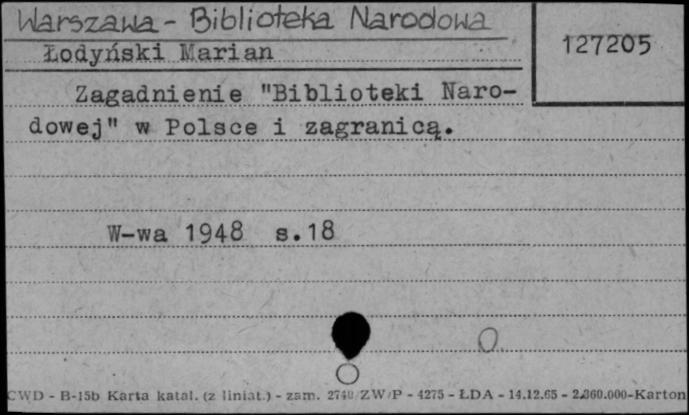 Warszawa - Biblioteka Narodowa
Łodyński Marian
127205
Zagadnienie "Biblioteki Naro-
dowej" w Polsce i zagranicą.
W-wa 1948 s.18
CWD - B-15b Karta katal. (z liniat.) - zam. 2740/ZW/P - 4275 - ŁDA - 14.12.65 - 2.360.000-Karton